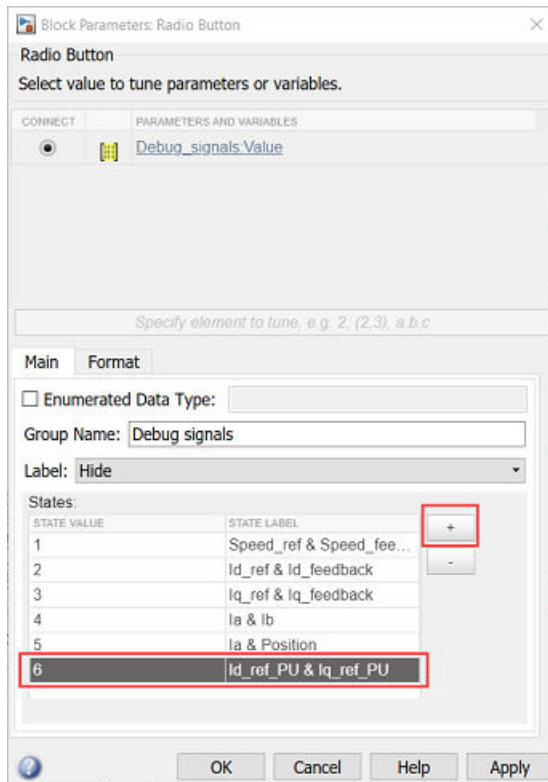 Block Parameters: Radio Button
Radio Button
Select value to tune parameters or variables.
CONNECT PARAMETERS AND VARIABLES
Debug_signals:Value
Specify element to tune, e.g. 2, (2,3), a.b.c
Main Format
Enumerated Data Type:
Group Name: Debug signals
Label: Hide
States:
STATE VALUE STATE LABEL
+
1 Speed_ref & Speed_fee...
2 Id_ref & Id_feedback
-
3 Iq_ref & Iq_feedback
4 Ia & Ib
5 Ia & Position
6 Id_ref_PU & Iq_ref_PU
? OK Cancel Help Apply